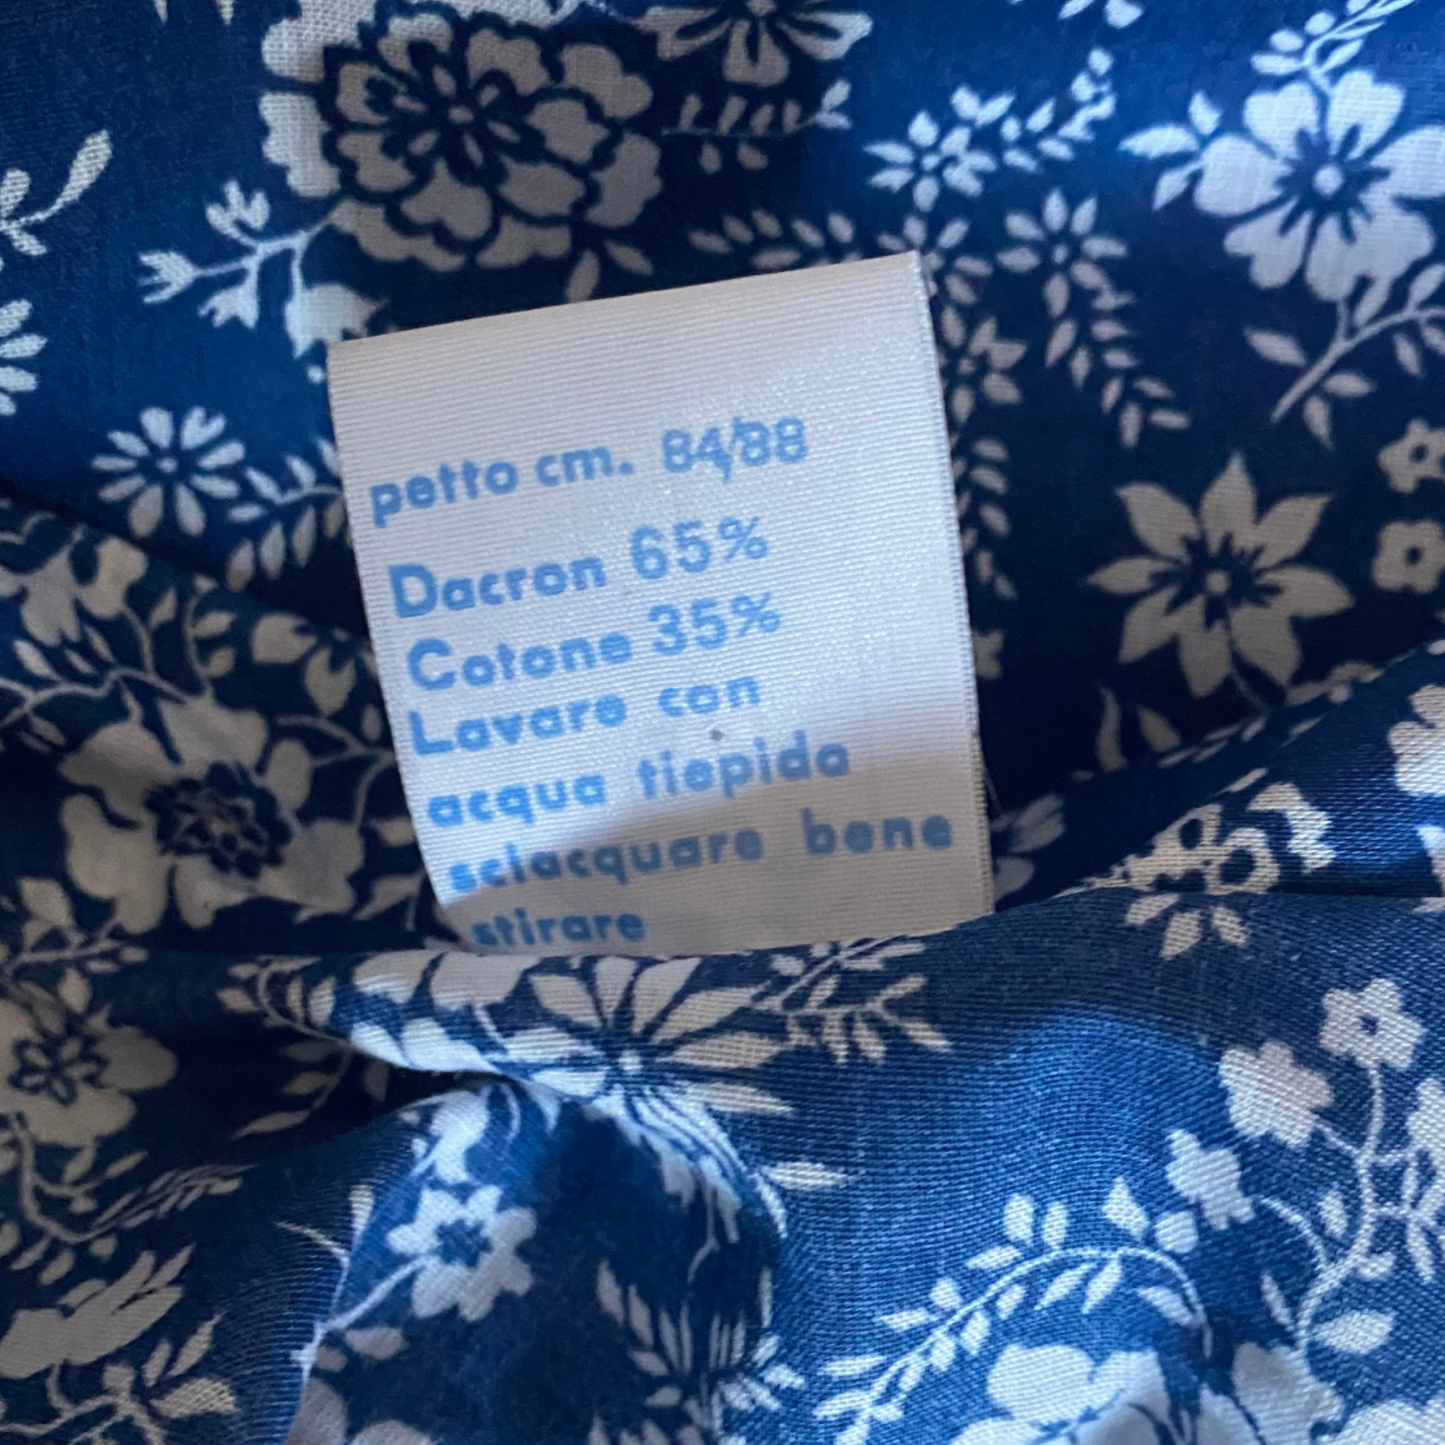 petto cm. 84/88
Dacron 65%
Cotone 35%
Lavare con
acqua tiepida
sciacquare bene
stirare